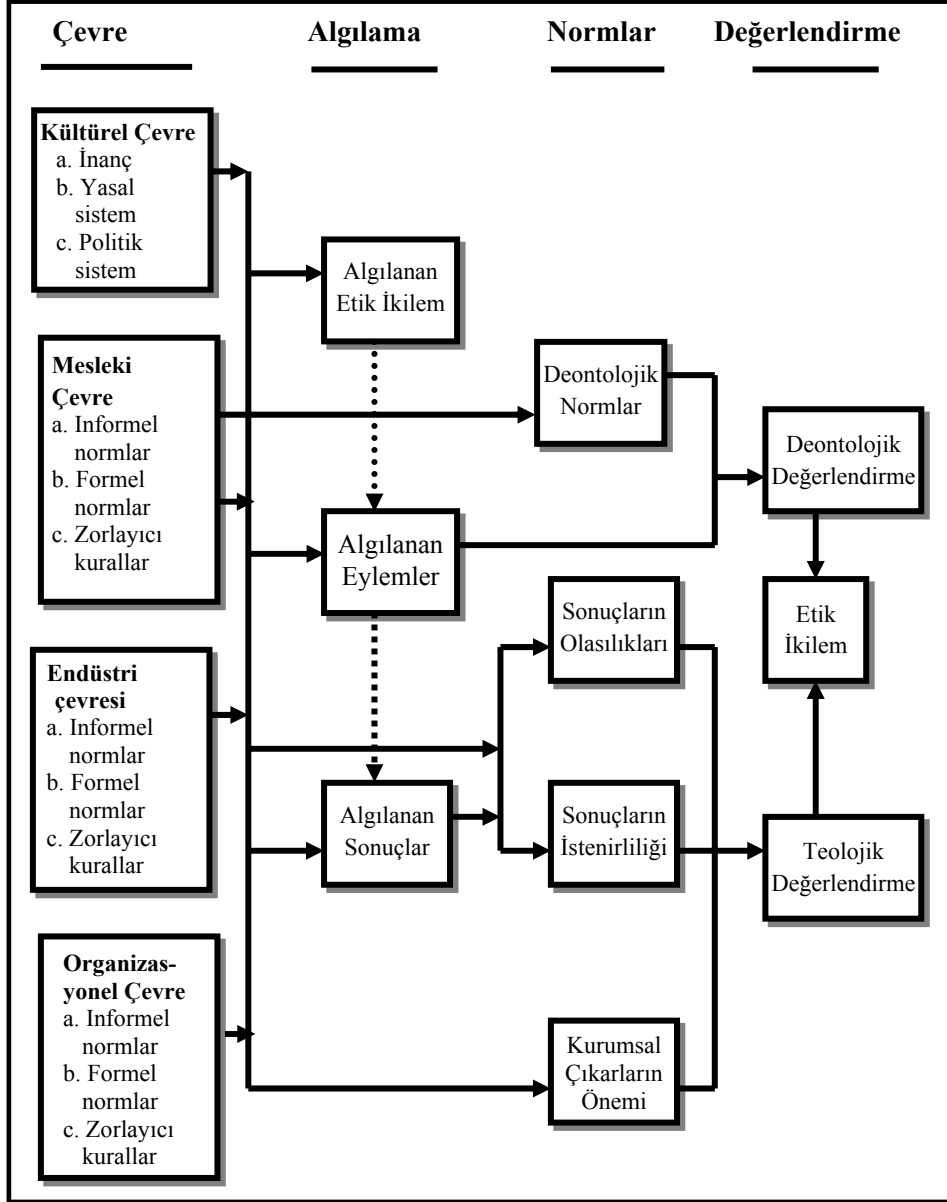 Çevre
Algılama
Normlar
Değerlendirme
Kültürel Çevre
a. İnanç
b. Yasal
sistem
c. Politik
sistem
Mesleki
Çevre
a. Informel
normlar
b. Formel
normlar
c. Zorlayıcı
kurallar
Endüstri
çevresi
a. Informel
normlar
b. Formel
normlar
c. Zorlayıcı
kurallar
Organizas-
yonel Çevre
a. Informel
normlar
b. Formel
normlar
c. Zorlayıcı
kurallar
Algılanan
Etik İkilem
Algılanan
Eylemler
Algılanan
Sonuçlar
Deontolojik
Normlar
Sonuçların
Olasılıkları
Sonuçların
İstenirliliği
Kurumsal
Çıkarların
Önemi
Deontolojik
Değerlendirme
Etik
İkilem
Teolojik
Değerlendirme